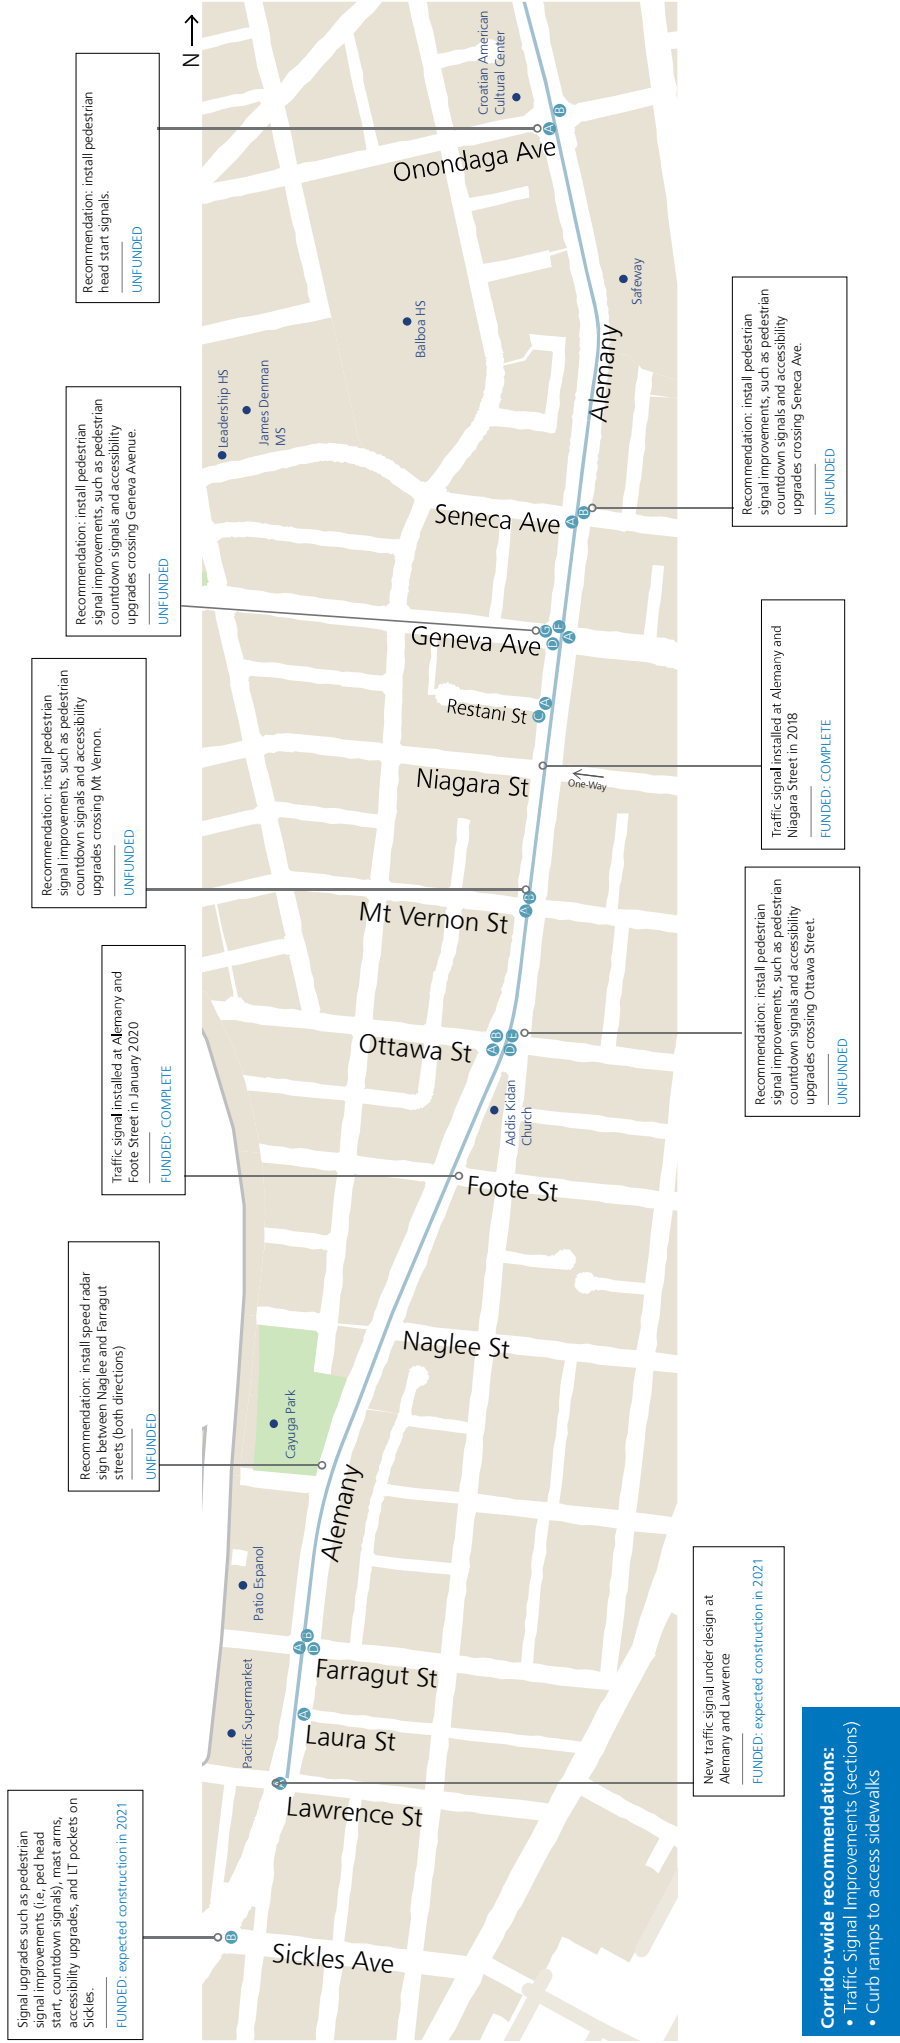 Signal upgrades such as pedestrian
signal improvements (i.e, ped head
start, countdown signals), mast arms,
accessibility upgrades, and LT pockets on
Sickles.
FUNDED: expected construction in 2021
Recommendation: install speed radar
sign between Naglee and Farragut
streets (both directions)
UNFUNDED
Traffic signal installed at Alemany and
Foote Street in January 2020
FUNDED: COMPLETE
Recommendation: install pedestrian
signal improvements, such as pedestrian
countdown signals and accessibility
upgrades crossing Mt Vernon.
UNFUNDED
Recommendation: install pedestrian
signal improvements, such as pedestrian
countdown signals and accessibility
upgrades crossing Geneva Avenue.
UNFUNDED
Recommendation: install pedestrian
head start signals.
UNFUNDED
N
Pacific Supermarket
Patio Espanol
Cayuga Park
Addis Kidan
Church
Leadership HS
James Denman
MS
Balboa HS
Safeway
Croatian American
Cultural Center
Sickles Ave
B
Lawrence St
A
Laura St
A
Farragut St
A
B
D
Alemany
Naglee St
Foote St
Ottawa St
A
B
D
E
Mt Vernon St
A
B
Niagara St
One-Way
Restani St
C
A
Geneva Ave
D
G
A
F
Seneca Ave
A
B
Alemany
Onondaga Ave
A
B
New traffic signal under design at
Alemany and Lawrence
FUNDED: expected construction in 2021
Recommendation: install pedestrian
signal improvements, such as pedestrian
countdown signals and accessibility
upgrades crossing Ottawa Street.
UNFUNDED
Traffic signal installed at Alemany and
Niagara Street in 2018
FUNDED: COMPLETE
Recommendation: install pedestrian
signal improvements, such as pedestrian
countdown signals and accessibility
upgrades crossing Seneca Ave.
UNFUNDED
Corridor-wide recommendations:
• Traffic Signal Improvements (sections)
• Curb ramps to access sidewalks